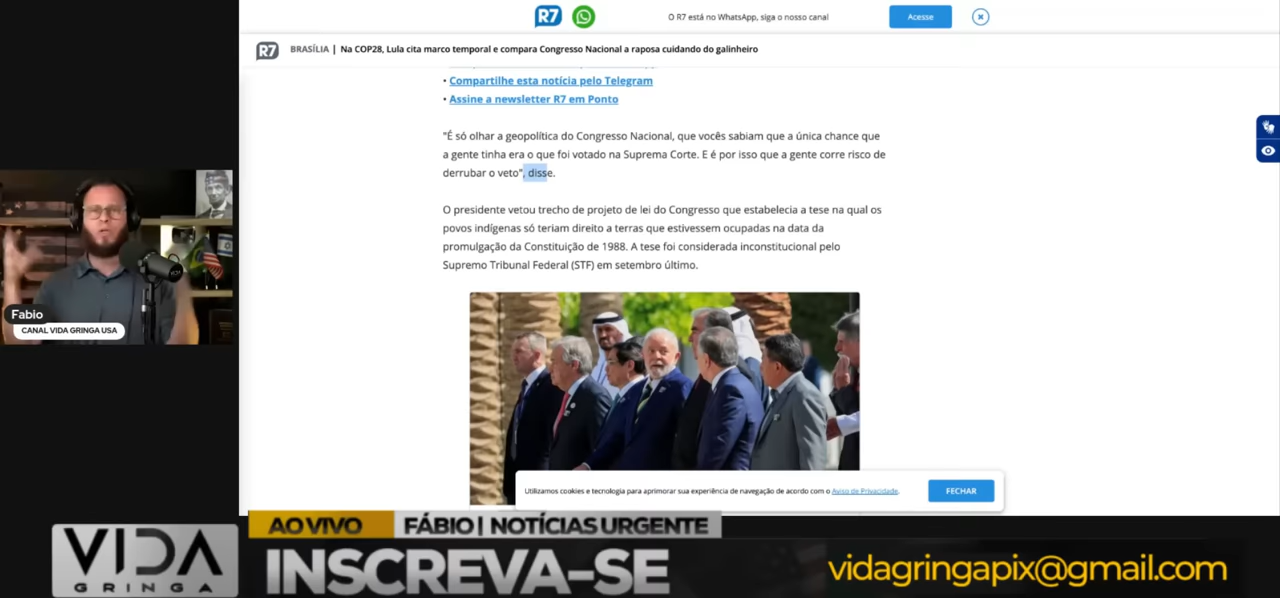 R7
O R7 está no WhatsApp, siga o nosso canal
Acesse
R7
BRASÍLIA | Na COP28, Lula cita marco temporal e compara Congresso Nacional a raposa cuidando do galinheiro
• Compartilhe esta notícia pelo Telegram
• Assine a newsletter R7 em Ponto
"É só olhar a geopolítica do Congresso Nacional, que vocês sabiam que a única chance que
a gente tinha era o que foi votado na Suprema Corte. E é por isso que a gente corre risco de
derrubar o veto", disse.
O presidente vetou trecho de projeto de lei do Congresso que estabelecia a tese na qual os
povos indígenas só teriam direito a terras que estivessem ocupadas na data da
promulgação da Constituição de 1988. A tese foi considerada inconstitucional pelo
Supremo Tribunal Federal (STF) em setembro último.
Fabio
CANAL VIDA GRINGA USA
Utilizamos cookies e tecnologia para aprimorar sua experiência de navegação de acordo com o Aviso de Privacidade.
FECHAR
AO VIVO
FÁBIO | NOTÍCIAS URGENTE
VIDA
GRINGA
INSCREVA-SE
vidagringapix@gmail.com